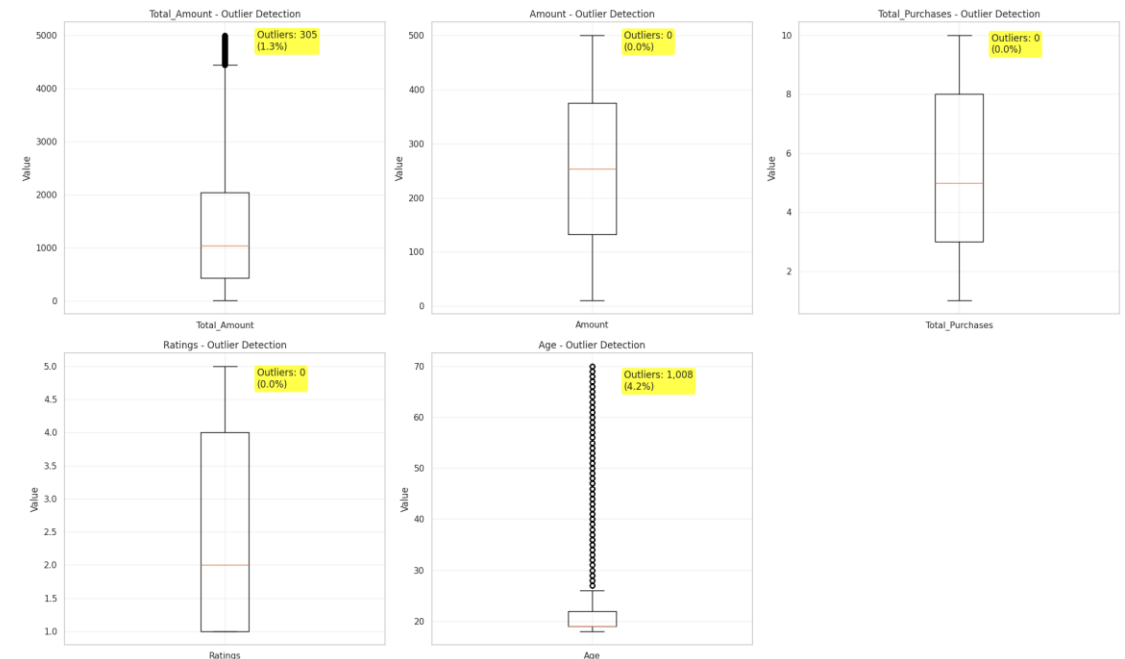 Total_Amount - Outlier Detection
Outliers: 305
(1.3%)
5000
4000
3000
2000
1000
0
Value
Total_Amount
Amount - Outlier Detection
Outliers: 0
(0.0%)
500
400
300
200
100
0
Value
Amount
Total_Purchases - Outlier Detection
Outliers: 0
(0.0%)
10
8
6
4
2
Value
Total_Purchases
Ratings - Outlier Detection
Outliers: 0
(0.0%)
5.0
4.5
4.0
3.5
3.0
2.5
2.0
1.5
1.0
Value
Ratings
Age - Outlier Detection
Outliers: 1,008
(4.2%)
70
60
50
40
30
20
Value
Age